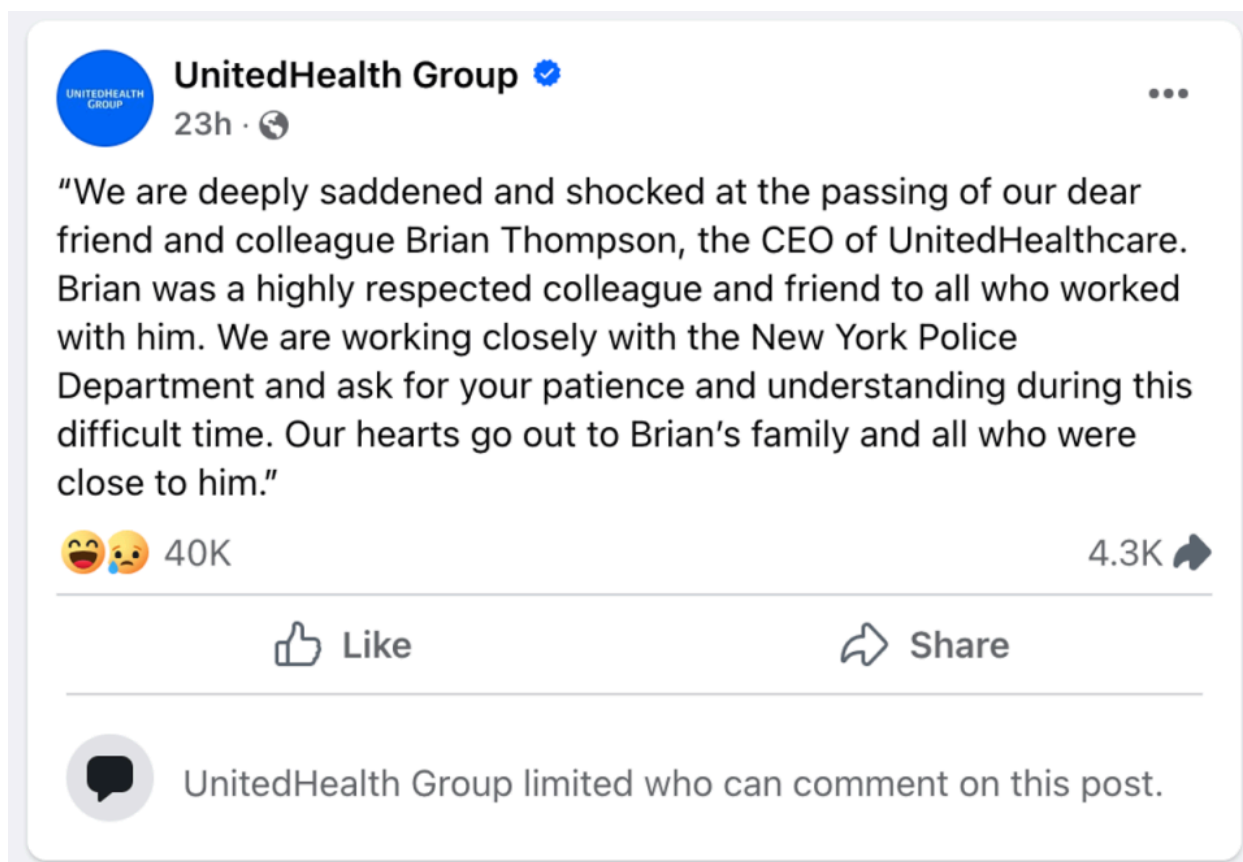 UNITEDHEALTH
GROUP
UnitedHealth Group
23h ·
“We are deeply saddened and shocked at the passing of our dear
friend and colleague Brian Thompson, the CEO of UnitedHealthcare.
Brian was a highly respected colleague and friend to all who worked
with him. We are working closely with the New York Police
Department and ask for your patience and understanding during this
difficult time. Our hearts go out to Brian’s family and all who were
close to him.”
40K 4.3K
Like Share
UnitedHealth Group limited who can comment on this post.